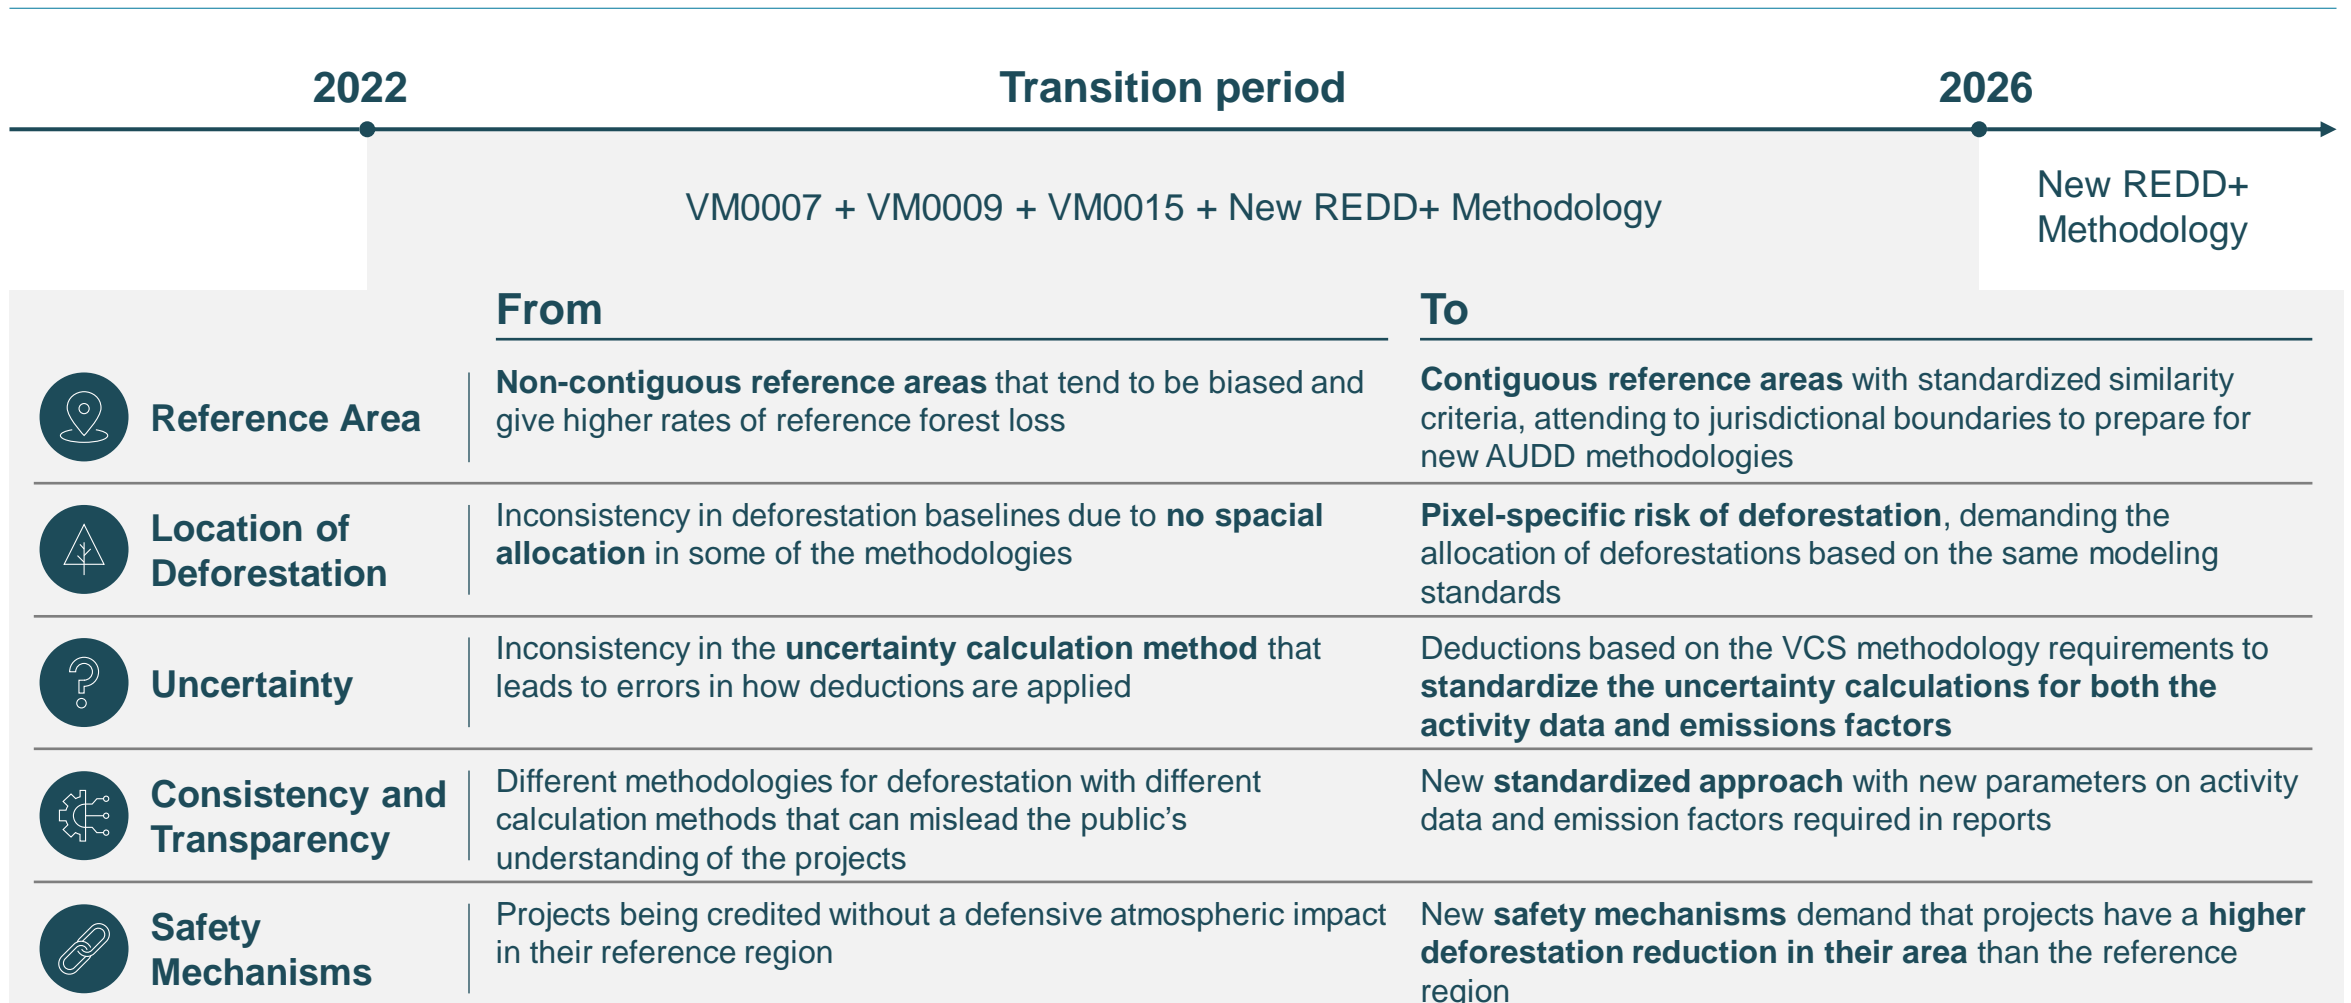 2022
Transition period
2026
VM0007 + VM0009 + VM0015 + New REDD+ Methodology
New REDD+
Methodology
From
To
Reference Area
Non-contiguous reference areas that tend to be biased and
give higher rates of reference forest loss
Contiguous reference areas with standardized similarity
criteria, attending to jurisdictional boundaries to prepare for
new AUDD methodologies
Location of
Deforestation
Inconsistency in deforestation baselines due to no spacial
allocation in some of the methodologies
Pixel-specific risk of deforestation, demanding the
allocation of deforestations based on the same modeling
standards
Uncertainty
Inconsistency in the uncertainty calculation method that
leads to errors in how deductions are applied
Deductions based on the VCS methodology requirements to
standardize the uncertainty calculations for both the
activity data and emissions factors
Consistency and
Transparency
Different methodologies for deforestation with different
calculation methods that can mislead the public’s
understanding of the projects
New standardized approach with new parameters on activity
data and emission factors required in reports
Safety
Mechanisms
Projects being credited without a defensive atmospheric impact
in their reference region
New safety mechanisms demand that projects have a higher
deforestation reduction in their area than the reference
region